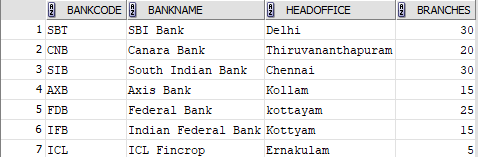 BANKCODE BANKNAME HEADOFFICE BRANCHES
1 SBT SBI Bank Delhi 30
2 CNB Canara Bank Thiruvananthapuram 20
3 SIB South Indian Bank Chennai 30
4 AXB Axis Bank Kollam 15
5 FDB Federal Bank kottayam 25
6 IFB Indian Federal Bank Kottyam 15
7 ICL ICL Fincrop Ernakulam 5